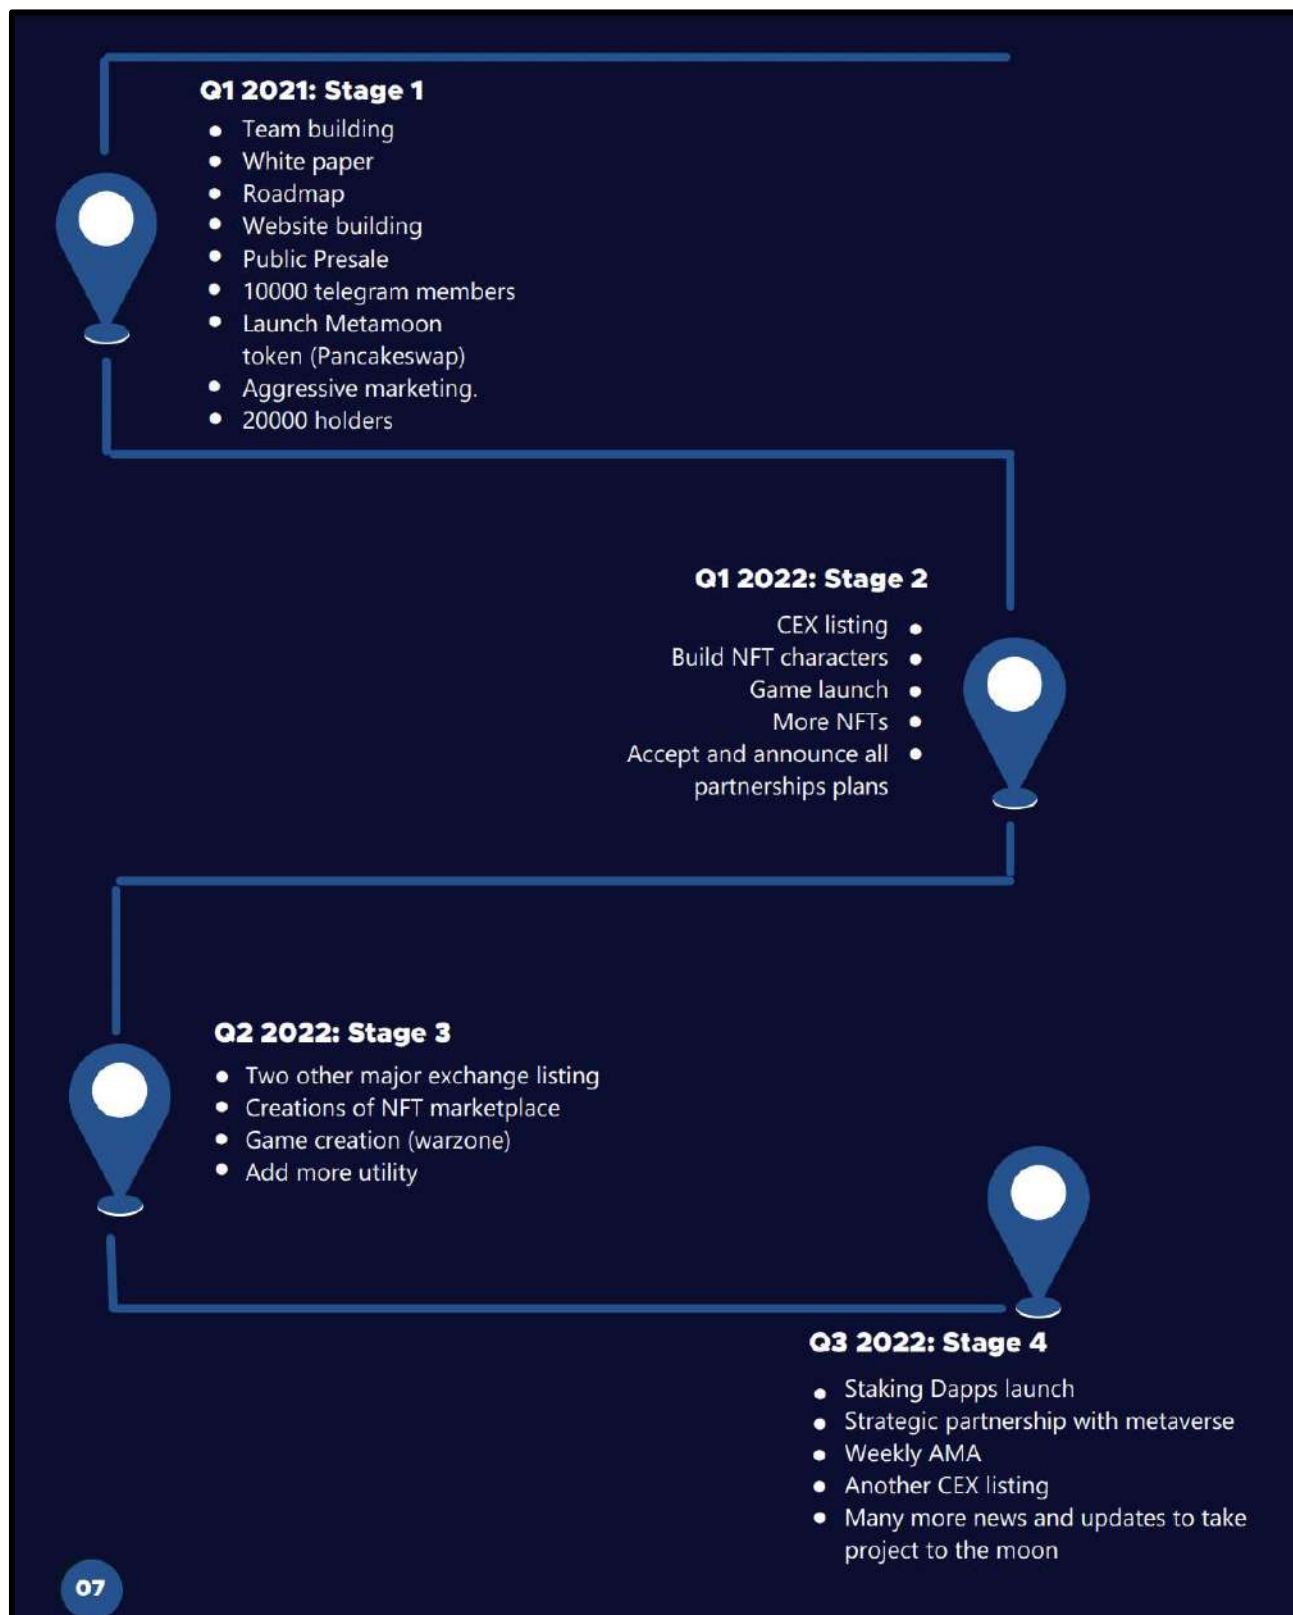 Q1 2021: Stage 1
Team building
White paper
Roadmap
Website building
Public Presale
10000 telegram members
Launch Metamoon
token (Pancakeswap)
Aggressive marketing.
20000 holders
Q1 2022: Stage 2
CEX listing
Build NFT characters
Game launch
More NFTs
Accept and announce all
partnerships plans
Q2 2022: Stage 3
Two other major exchange listing
Creations of NFT marketplace
Game creation (warzone)
Add more utility
Q3 2022: Stage 4
Staking Dapps launch
Strategic partnership with metaverse
Weekly AMA
Another CEX listing
Many more news and updates to take
project to the moon
07